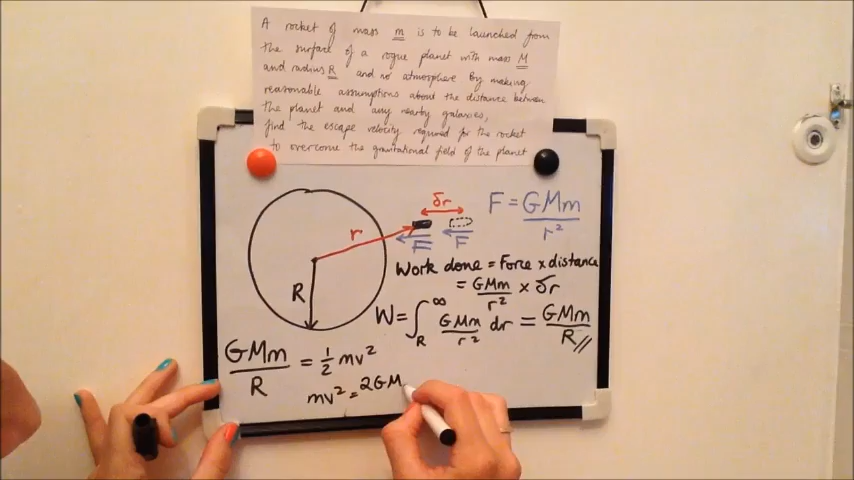 A rocket of mass m is to be launched from
the surface of a rogue planet with mass M
and radius R and no atmosphere By making
reasonable assumptions about the distance between
the planet and any nearby galaxies,
find the escape velocity required for the rocket
to overcome the gravitational field of the planet
δr
F = GMm / r²
r
F F
R
Work done = Force × distance
= GMm / r² × δr
W = ∫_R^∞ GMm / r² dr = GMm / R //
GMm / R = 1/2 mv²
mv² = 2GM